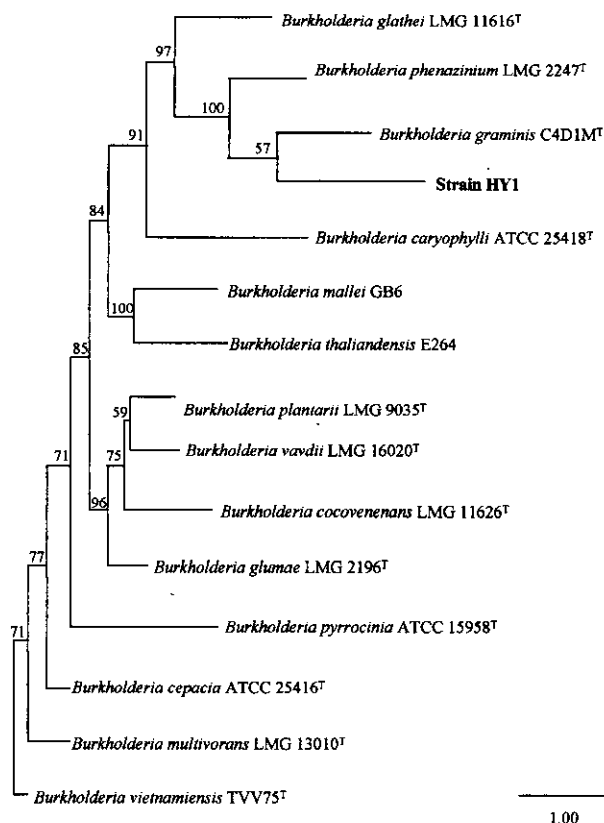 Burkholderia glathei LMG 11616ᵀ
97
Burkholderia phenazinium LMG 2247ᵀ
100
Burkholderia graminis C4D1Mᵀ
91
57
Strain HY1
84
Burkholderia caryophylli ATCC 25418ᵀ
Burkholderia mallei GB6
100
Burkholderia thaliandensis E264
85
59
Burkholderia plantarii LMG 9035ᵀ
71
75
Burkholderia vavdii LMG 16020ᵀ
96
Burkholderia cocovenenans LMG 11626ᵀ
77
Burkholderia glumae LMG 2196ᵀ
71
Burkholderia pyrrocinia ATCC 15958ᵀ
Burkholderia cepacia ATCC 25416ᵀ
Burkholderia multivorans LMG 13010ᵀ
Burkholderia vietnamiensis TVV75ᵀ
1.00